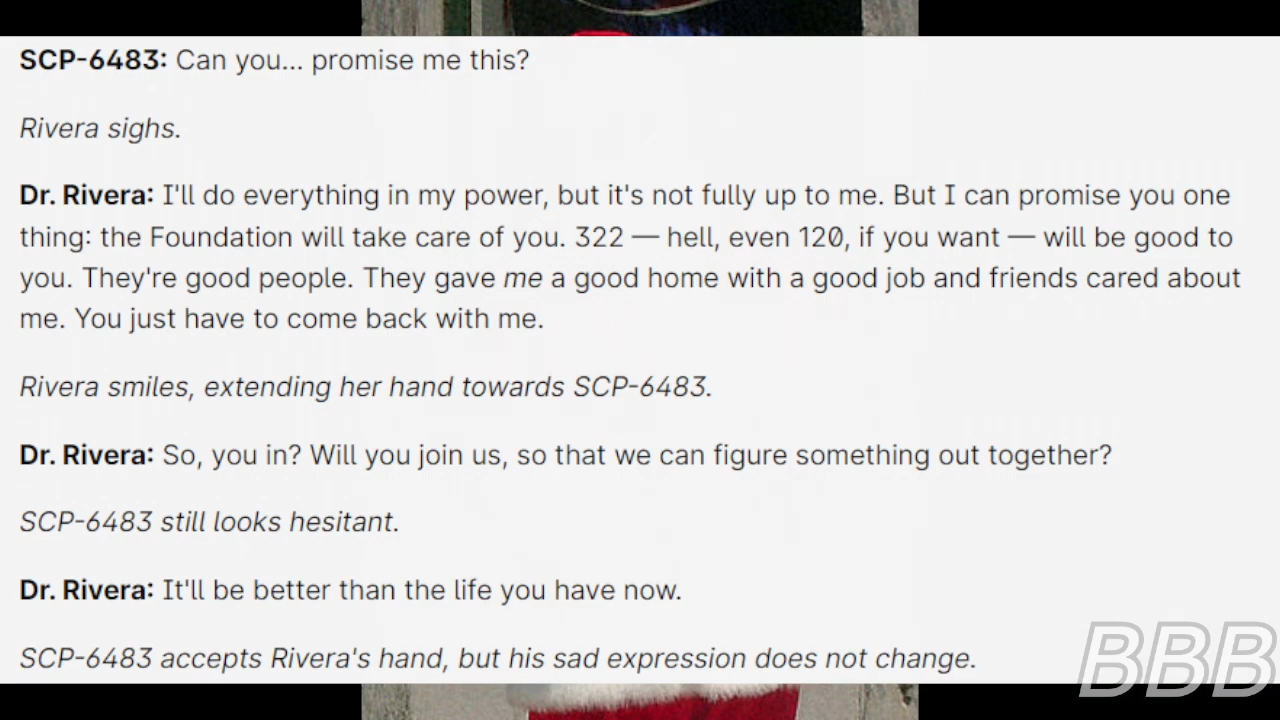 SCP-6483: Can you... promise me this?
Rivera sighs.
Dr. Rivera: I'll do everything in my power, but it's not fully up to me. But I can promise you one
thing: the Foundation will take care of you. 322 — hell, even 120, if you want — will be good to
you. They're good people. They gave me a good home with a good job and friends cared about
me. You just have to come back with me.
Rivera smiles, extending her hand towards SCP-6483.
Dr. Rivera: So, you in? Will you join us, so that we can figure something out together?
SCP-6483 still looks hesitant.
Dr. Rivera: It'll be better than the life you have now.
SCP-6483 accepts Rivera's hand, but his sad expression does not change.
BBB